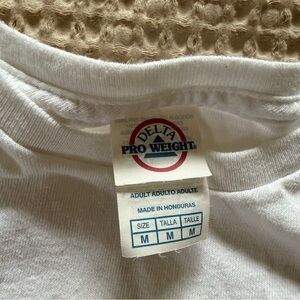 DELTA
PRO WEIGHT
ADULT ADULTO ADULTE
MADE IN HONDURAS
SIZE TALLA TAILLE
M M M